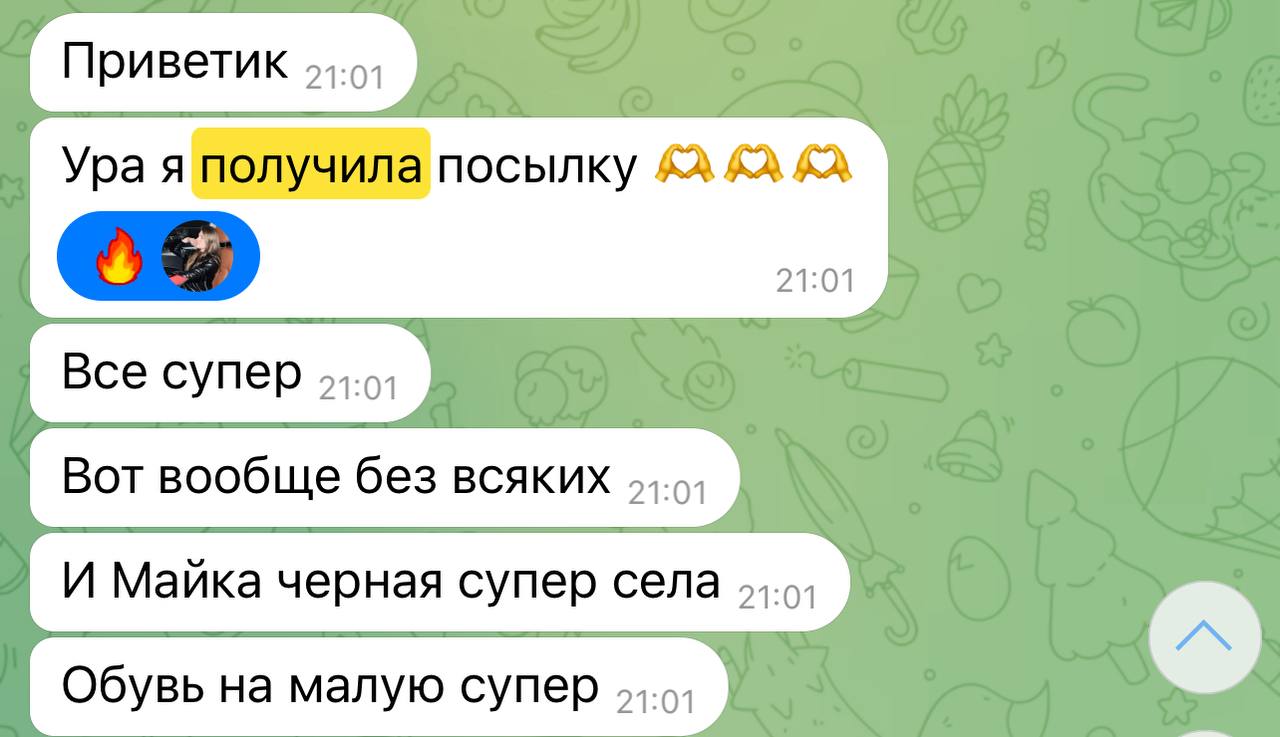 Приветик 21:01
Ура я получила посылку 🫶🫶🫶
21:01
Все супер 21:01
Вот вообще без всяких 21:01
И Майка черная супер села 21:01
Обувь на малую супер 21:01